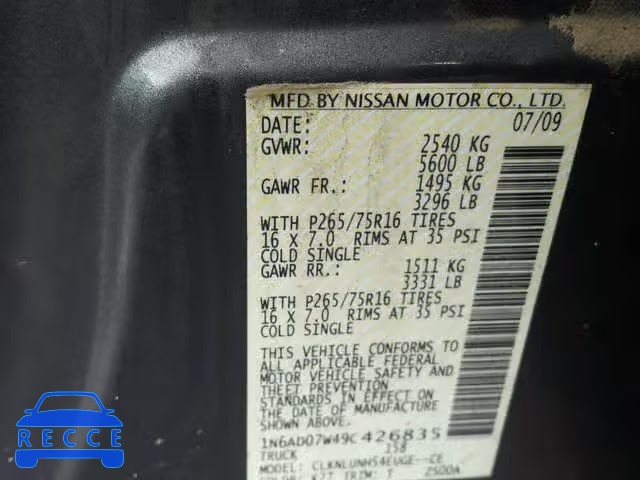 MFD BY NISSAN MOTOR CO., LTD.
DATE: 07/09
GVWR: 2540 KG
5600 LB
GAWR FR.: 1495 KG
3296 LB
WITH P265/75R16 TIRES
16 X 7.0 RIMS AT 35 PSI
COLD SINGLE
GAWR RR.: 1511 KG
3331 LB
WITH P265/75R16 TIRES
16 X 7.0 RIMS AT 35 PSI
COLD SINGLE
THIS VEHICLE CONFORMS TO
ALL APPLICABLE FEDERAL
MOTOR VEHICLE SAFETY AND
THEFT PREVENTION
STANDARDS IN EFFECT ON
THE DATE OF MANUFACTURE
SHOWN ABOVE.
1N6AD07W49C426835
TRUCK 158
MODEL: CLKNLUNH54EUGE--CE
TRIM: 2500A
RECCE